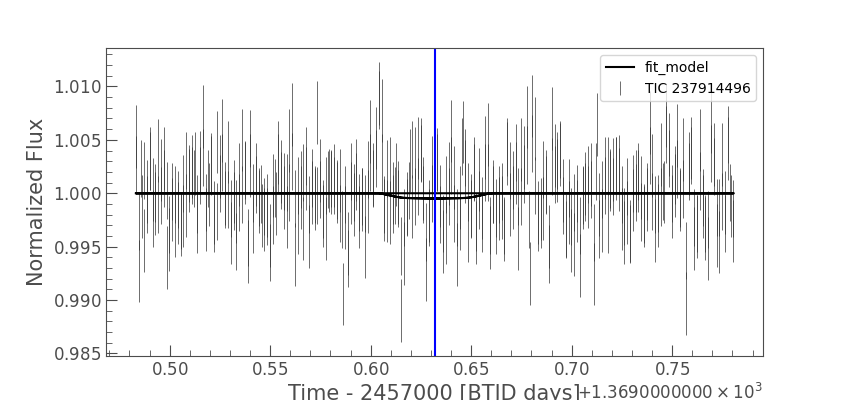 fit_model
TIC 237914496
1.010
1.005
1.000
0.995
0.990
0.985
Normalized Flux
0.50 0.55 0.60 0.65 0.70 0.75
Time - 2457000 [BTJD days]
+1.3690000000 × 10³